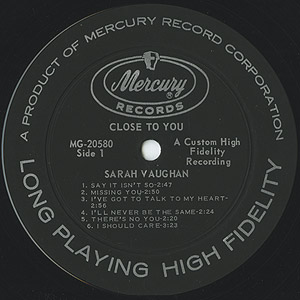 A PRODUCT OF MERCURY RECORD CORPORATION
Mercury
RECORDS
CLOSE TO YOU
MG-20580
Side 1
A Custom High
Fidelity
Recording
SARAH VAUGHAN
1. SAY IT ISN'T SO-2:47
2. MISSING YOU-2:50
3. I'VE GOT TO TALK TO MY HEART-
2:56
4. I'LL NEVER BE THE SAME-2:24
5. THERE'S NO YOU-2:20
6. I SHOULD CARE-3:23
LONG PLAYING HIGH FIDELITY